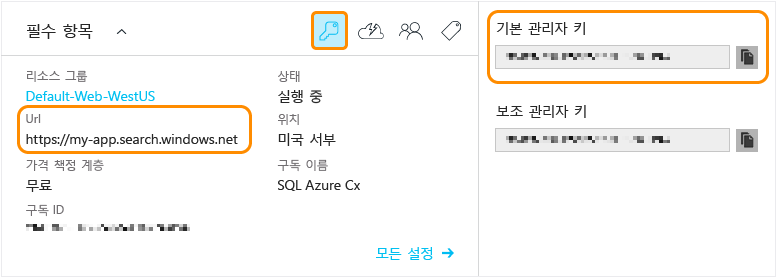 필수 항목
리소스 그룹
Default-Web-WestUS
Url
https://my-app.search.windows.net
가격 책정 계층
무료
구독 ID
상태
실행 중
위치
미국 서부
구독 이름
SQL Azure Cx
모든 설정
기본 관리자 키
보조 관리자 키